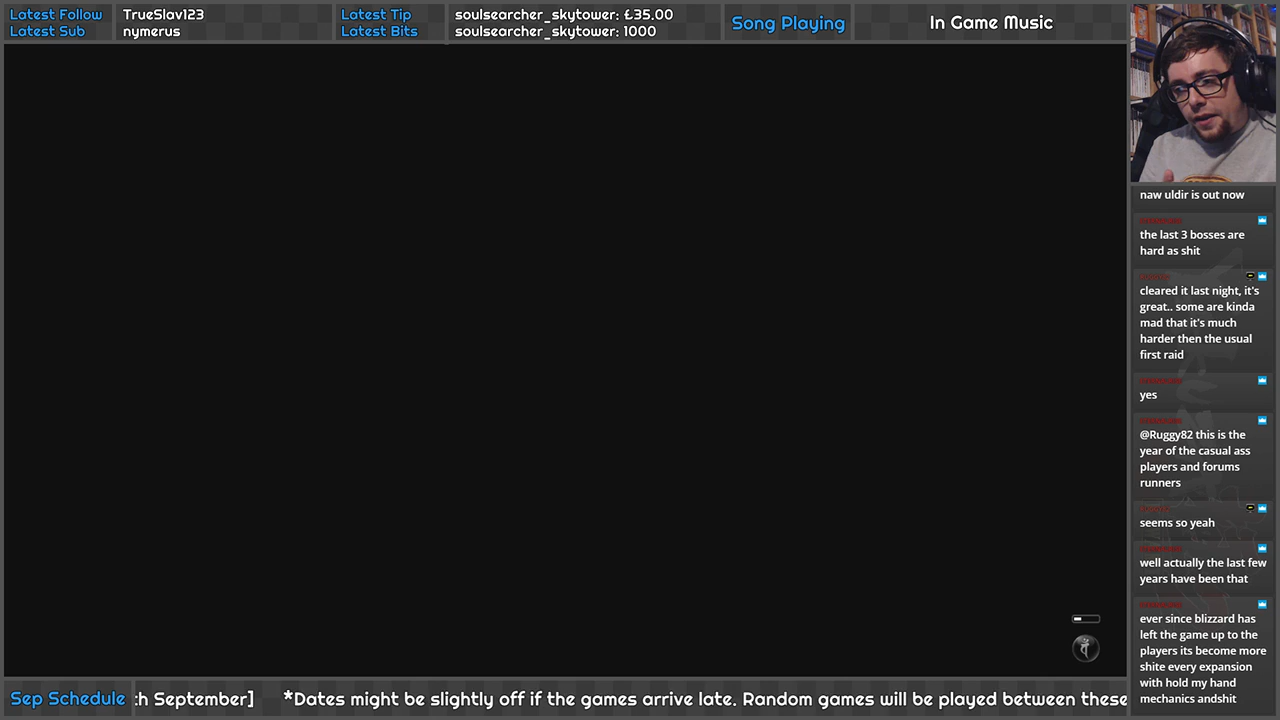 Latest Follow
TrueSlav123
Latest Sub
nymerus
Latest Tip
soulsearcher_skytower: £35.00
Latest Bits
soulsearcher_skytower: 1000
Song Playing
In Game Music
naw uldir is out now
the last 3 bosses are
hard as shit
cleared it last night, it's
great.. some are kinda
mad that it's much
harder then the usual
first raid
yes
@Ruggy82 this is the
year of the casual ass
players and forums
runners
seems so yeah
well actually the last few
years have been that
ever since blizzard has
left the game up to the
players its become more
shite every expansion
with hold my hand
mechanics andshit
Sep Schedule
:h September] *Dates might be slightly off if the games arrive late. Random games will be played between these